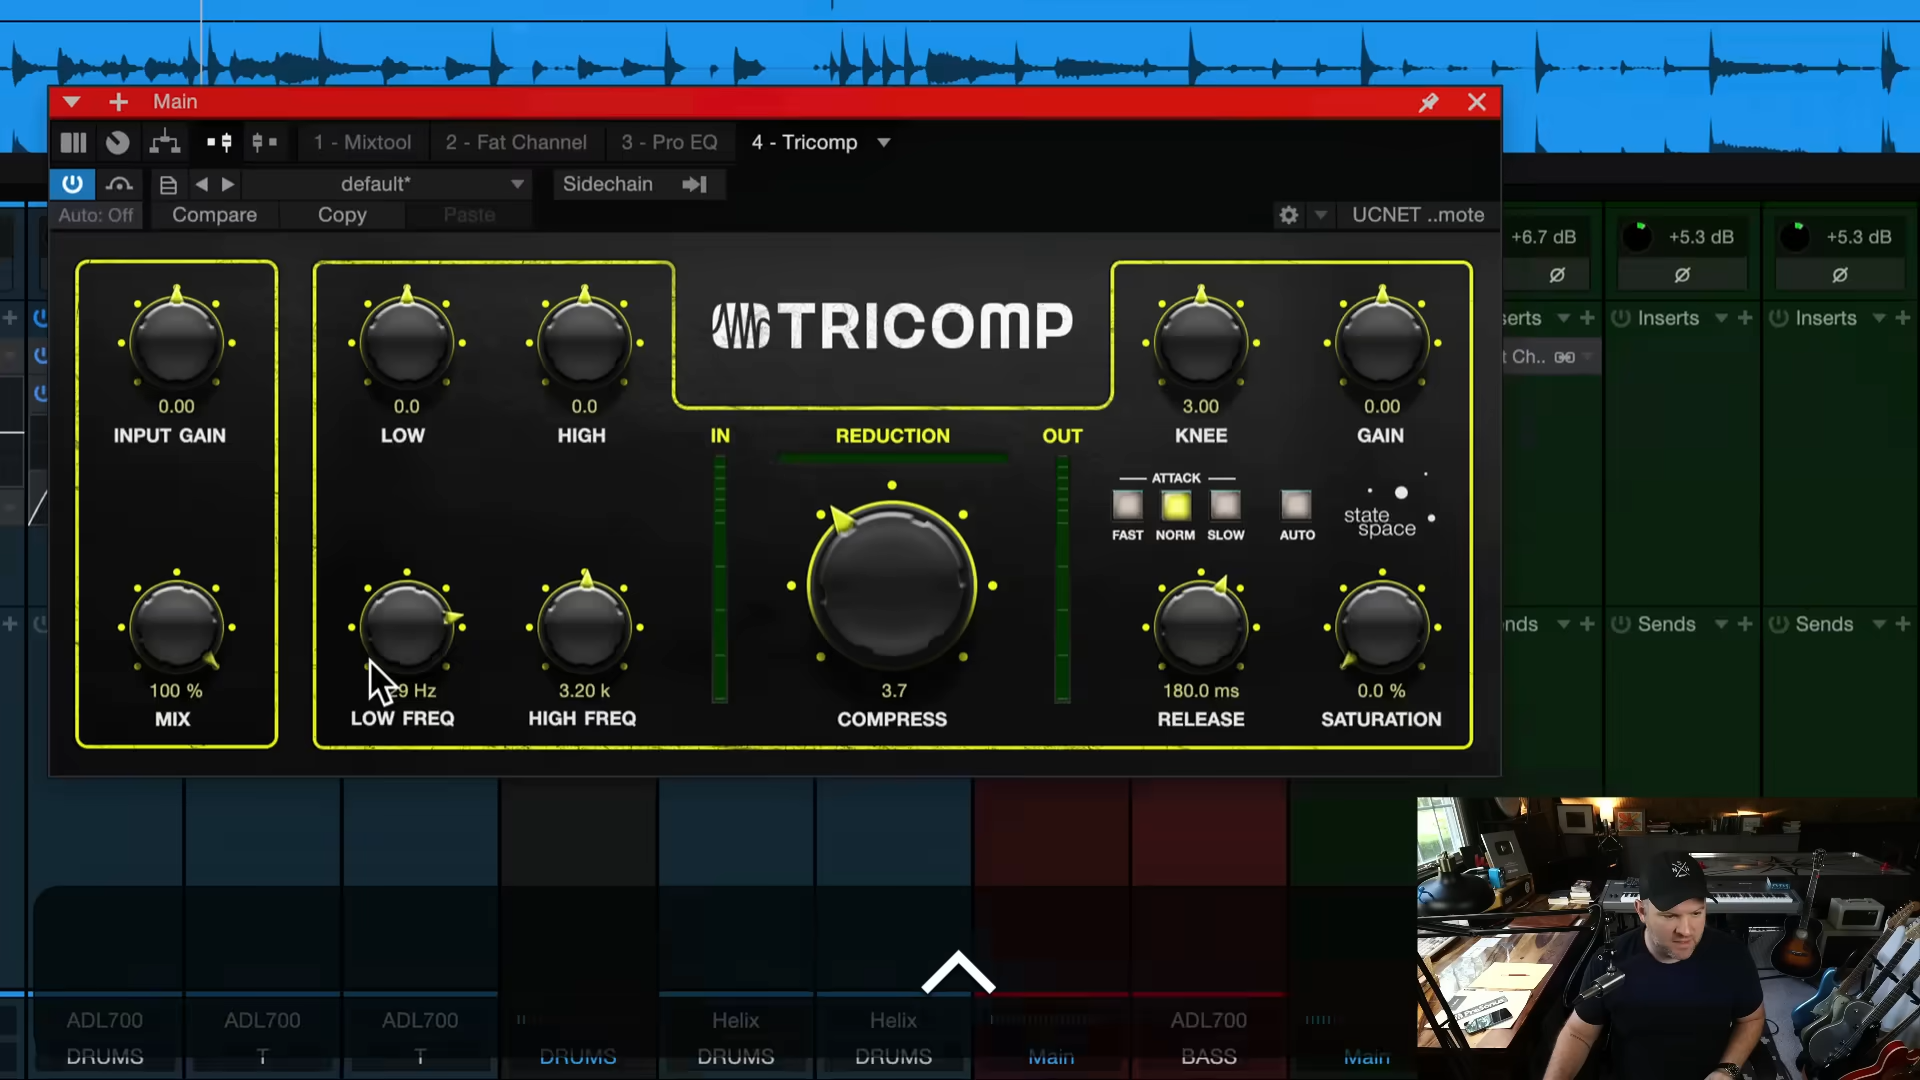 Main
1 - Mixtool
2 - Fat Channel
3 - Pro EQ
4 - Tricomp
default*
Sidechain
Auto: Off
Compare
Copy
Paste
UCNET ..mote
+6.7 dB
+5.3 dB
+5.3 dB
TRICOMP
0.00
INPUT GAIN
0.0
LOW
0.0
HIGH
IN
REDUCTION
OUT
3.00
KNEE
0.00
GAIN
serts
Inserts
Inserts
t Ch..
ATTACK
FAST
NORM
SLOW
AUTO
state
space
100 %
MIX
9 Hz
LOW FREQ
3.20 k
HIGH FREQ
3.7
COMPRESS
180.0 ms
RELEASE
0.0 %
SATURATION
nds
Sends
Sends
ADL700
ADL700
ADL700
Helix
Helix
ADL700
DRUMS
T
T
DRUMS
DRUMS
DRUMS
Main
BASS
Main